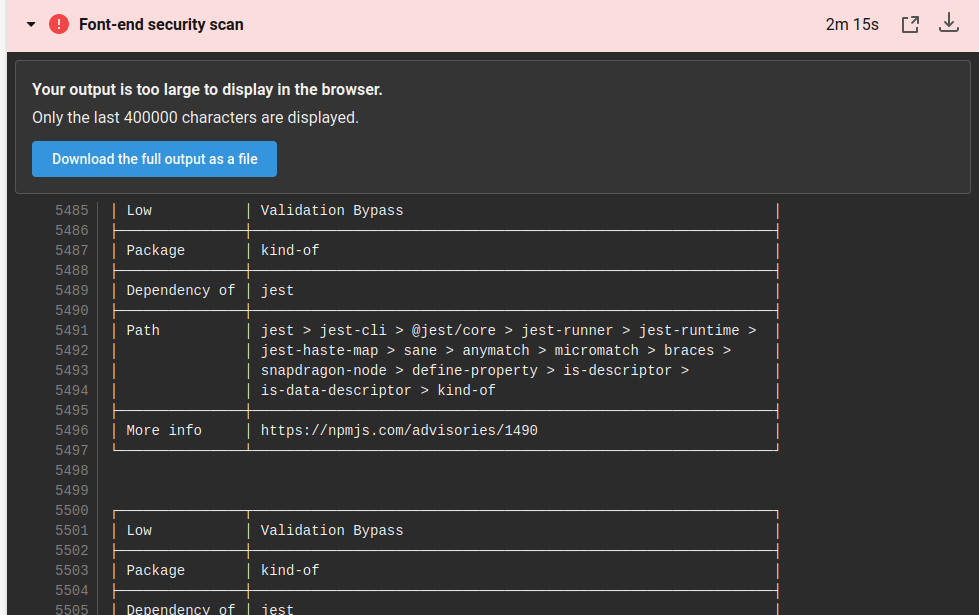 Font-end security scan 2m 15s
Your output is too large to display in the browser.
Only the last 400000 characters are displayed.
Download the full output as a file
5485 │ Low │ Validation Bypass │
5486 ├───────────────┼──────────────────────────────────────────────────────────────┤
5487 │ Package │ kind-of │
5488 ├───────────────┼──────────────────────────────────────────────────────────────┤
5489 │ Dependency of │ jest │
5490 ├───────────────┼──────────────────────────────────────────────────────────────┤
5491 │ Path │ jest > jest-cli > @jest/core > jest-runner > jest-runtime > │
5492 │ │ jest-haste-map > sane > anymatch > micromatch > braces > │
5493 │ │ snapdragon-node > define-property > is-descriptor > │
5494 │ │ is-data-descriptor > kind-of │
5495 ├───────────────┼──────────────────────────────────────────────────────────────┤
5496 │ More info │ https://npmjs.com/advisories/1490 │
5497 └───────────────┴──────────────────────────────────────────────────────────────┘
5498
5499
5500 ┌───────────────┬──────────────────────────────────────────────────────────────┐
5501 │ Low │ Validation Bypass │
5502 ├───────────────┼──────────────────────────────────────────────────────────────┤
5503 │ Package │ kind-of │
5504 ├───────────────┼──────────────────────────────────────────────────────────────┤
5505 │ Dependency of │ jest │